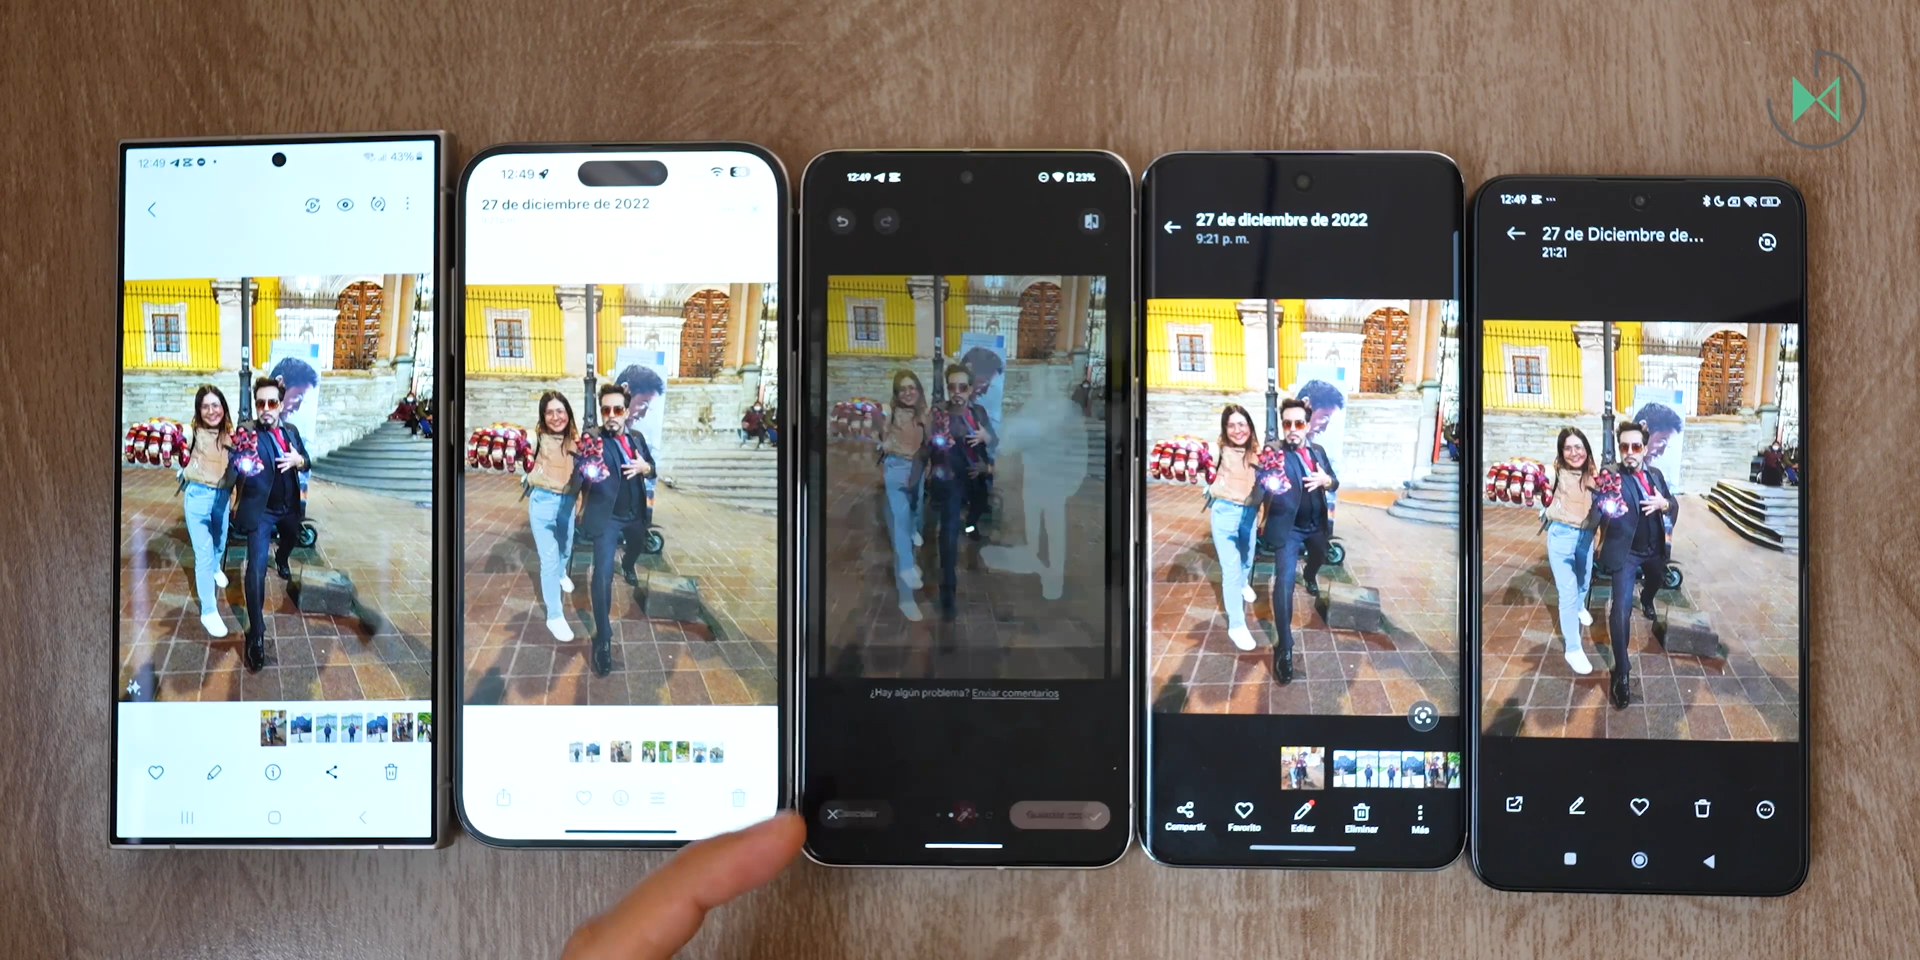 12:49
43%
12:49
27 de diciembre de 2022
12:49
23%
¿Hay algún problema? Enviar comentarios
Cancelar
27 de diciembre de 2022
9:21 p. m.
Compartir
Favorito
Editar
Eliminar
Más
12:49
27 de Diciembre de...
21:21